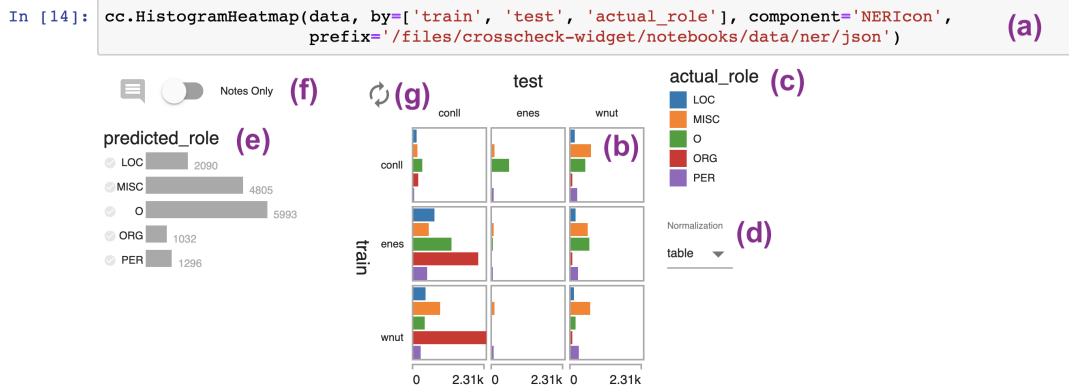 In [14]: cc.HistogramHeatmap(data, by=['train', 'test', 'actual_role'], component='NERIcon',
prefix='/files/crosscheck-widget/notebooks/data/ner/json')
(a)
Notes Only (f)
(g)
test
conll enes wnut
actual_role (c)
LOC
MISC
O
ORG
PER
predicted_role (e)
LOC 2090
MISC 4805
O 5993
ORG 1032
PER 1296
(b)
train
conll
enes
wnut
Normalization (d)
table
0 2.31k 0 2.31k 0 2.31k